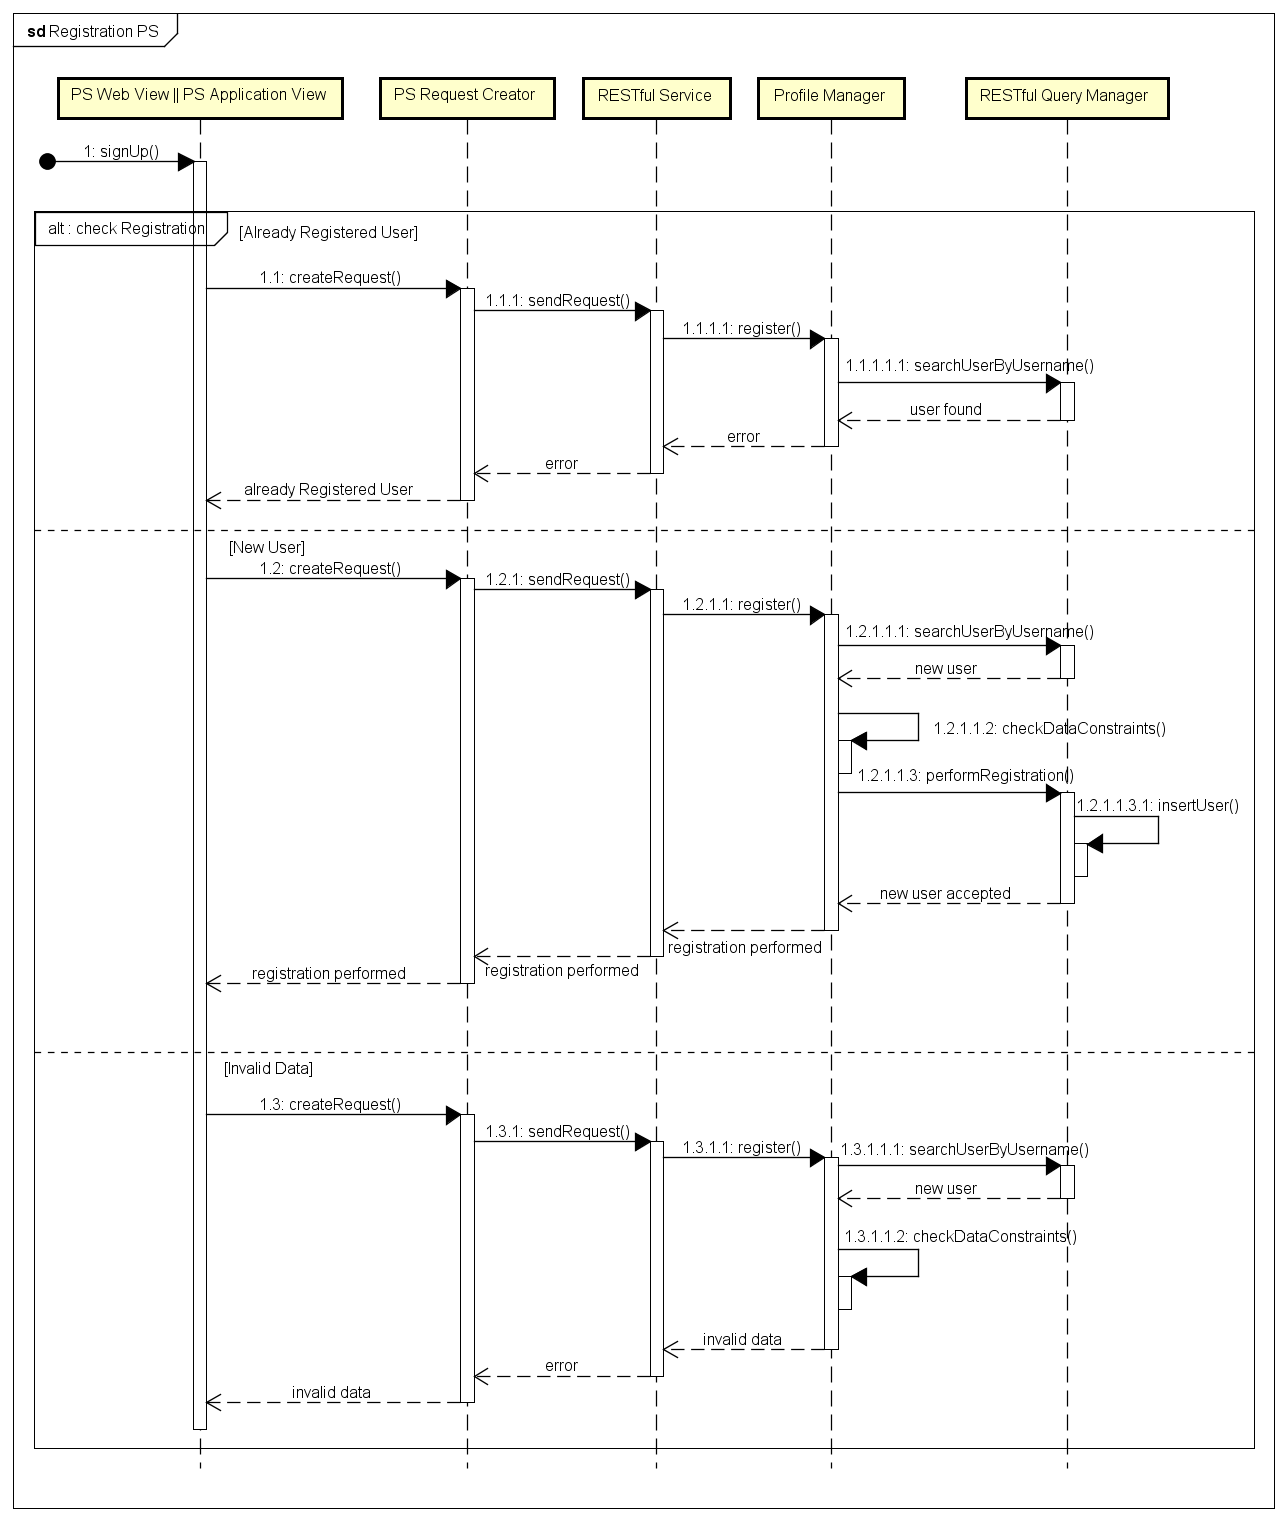 sd Registration PS
PS Web View || PS Application View
PS Request Creator
RESTful Service
Profile Manager
RESTful Query Manager
1: signUp()
alt : check Registration
[Already Registered User]
1.1: createRequest()
1.1.1: sendRequest()
1.1.1.1: register()
1.1.1.1.1: searchUserByUsername()
user found
error
error
already Registered User
[New User]
1.2: createRequest()
1.2.1: sendRequest()
1.2.1.1: register()
1.2.1.1.1: searchUserByUsername()
new user
1.2.1.1.2: checkDataConstraints()
1.2.1.1.3: performRegistration()
1.2.1.1.3.1: insertUser()
new user accepted
registration performed
registration performed
registration performed
[Invalid Data]
1.3: createRequest()
1.3.1: sendRequest()
1.3.1.1: register()
1.3.1.1.1: searchUserByUsername()
new user
1.3.1.1.2: checkDataConstraints()
invalid data
error
invalid data